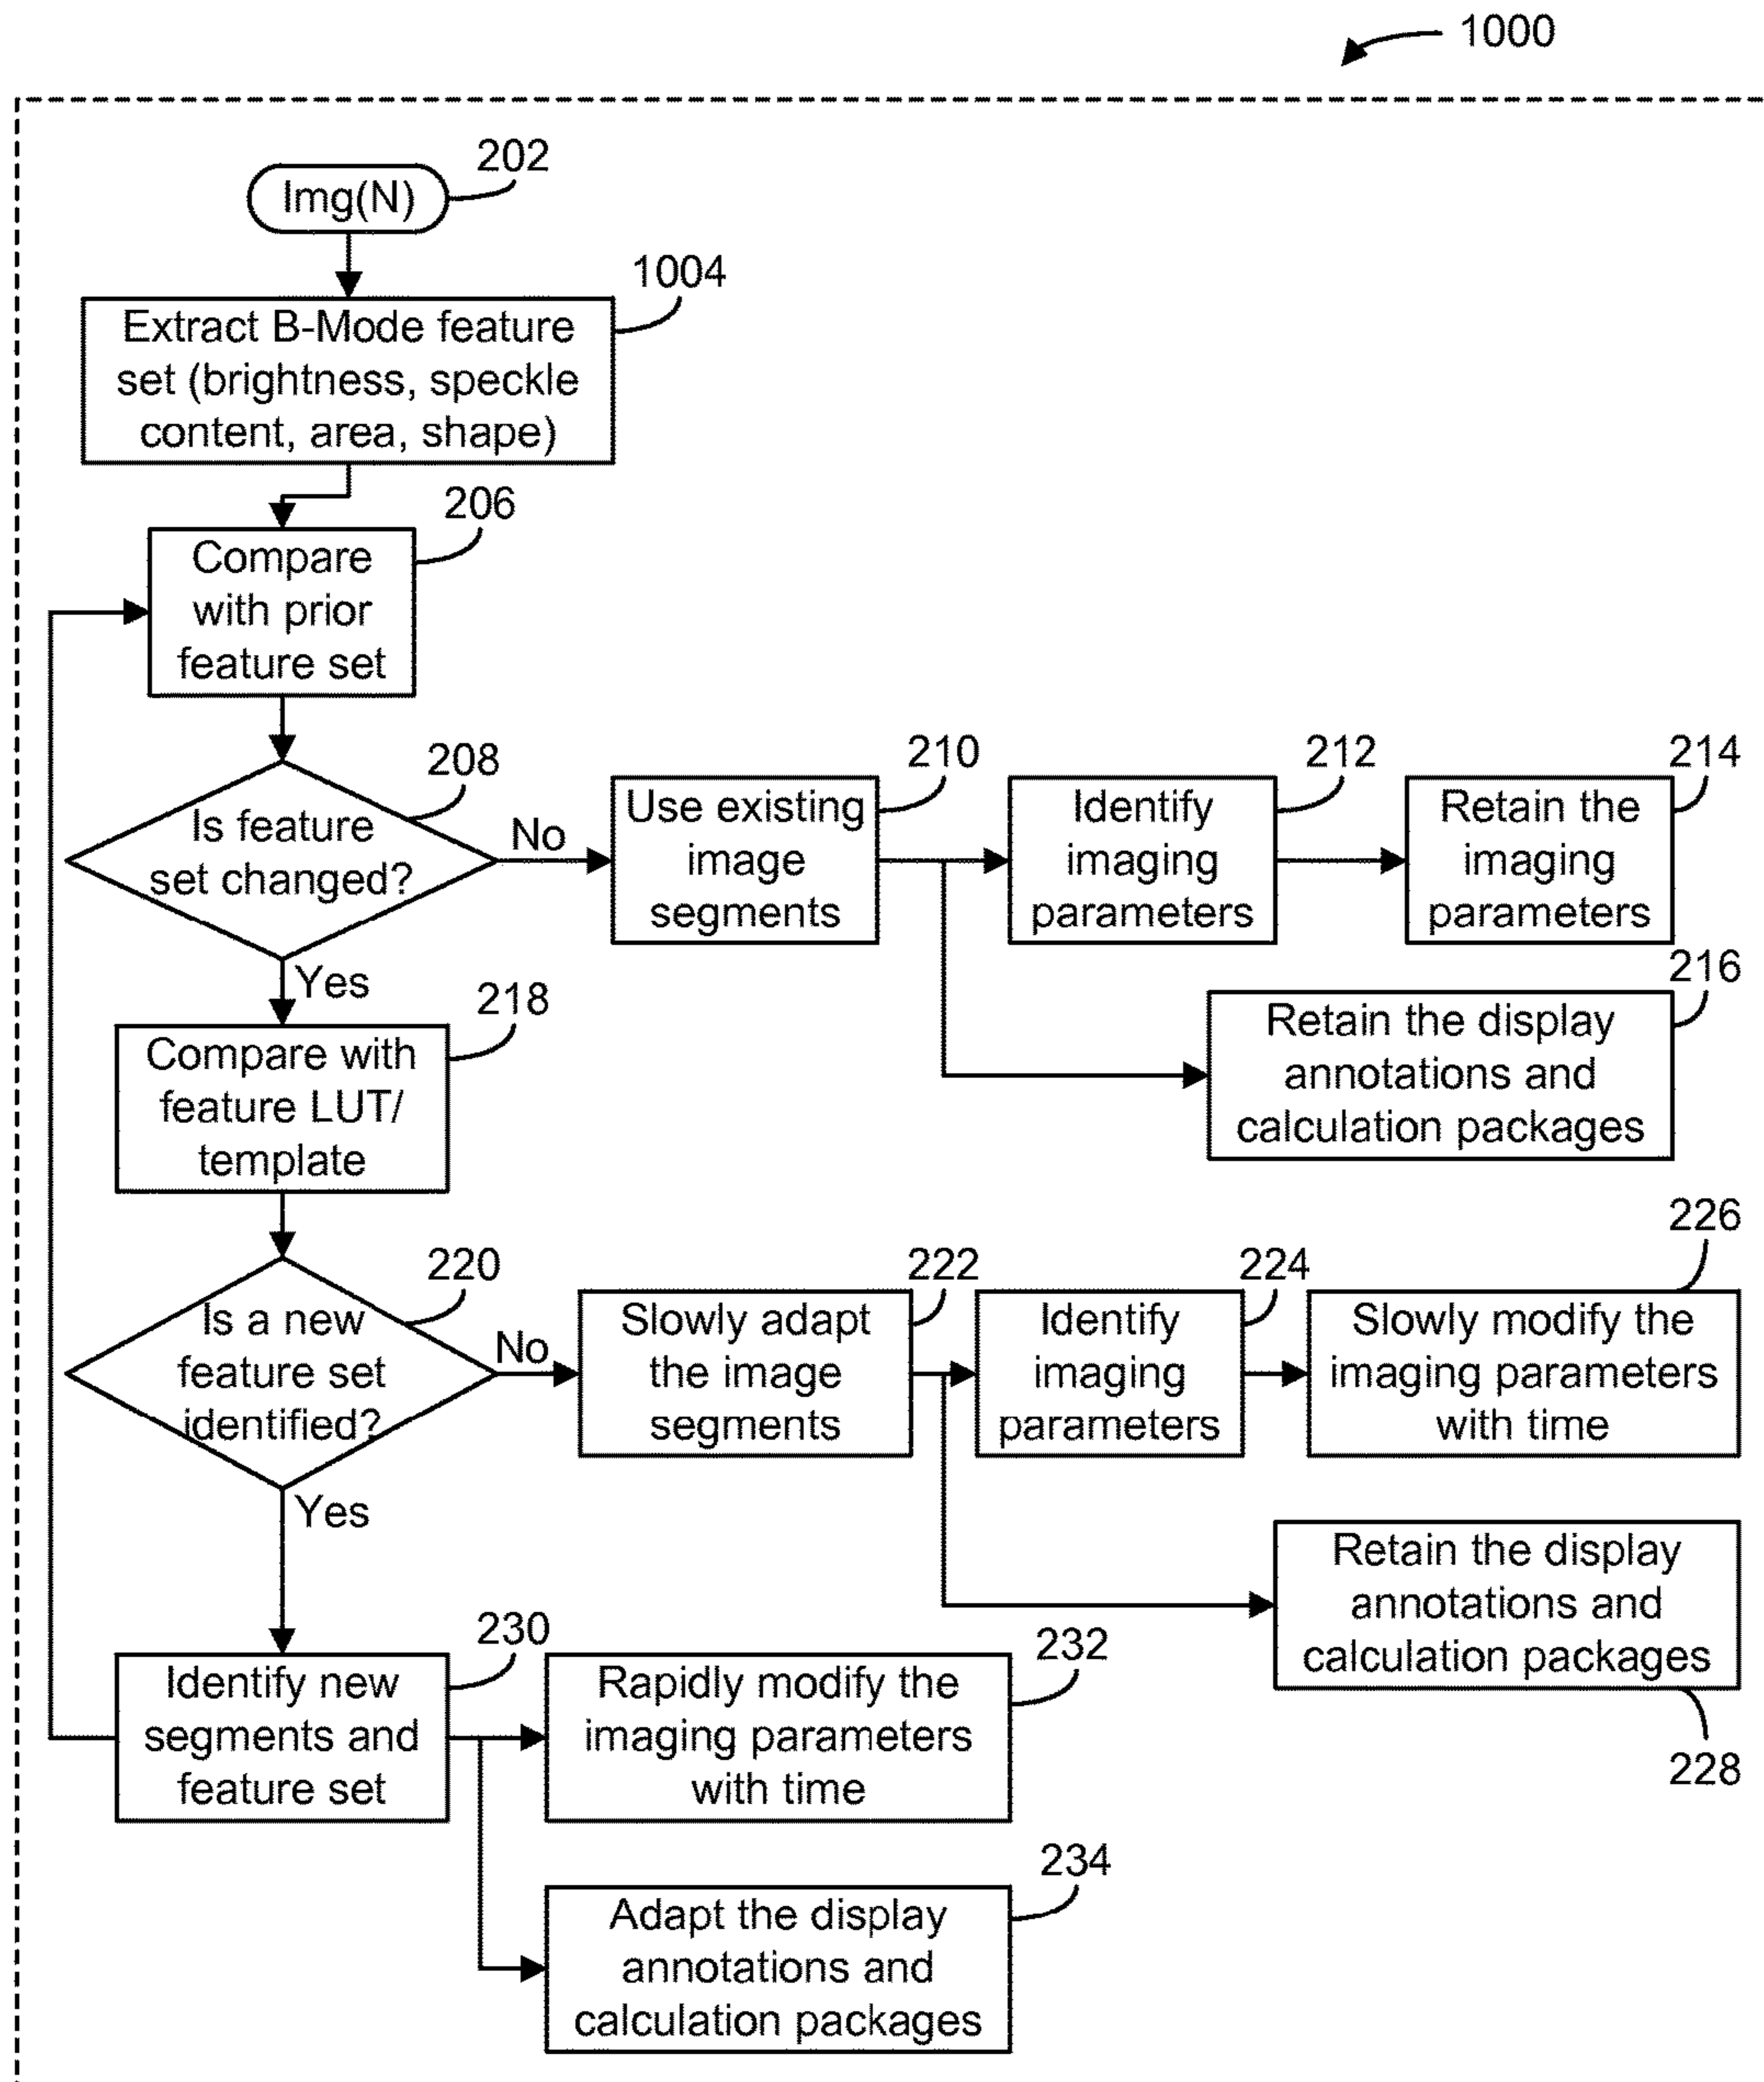 1000
202
Img(N)
1004
Extract B-Mode feature
set (brightness, speckle
content, area, shape)
206
Compare
with prior
feature set
208
Is feature
set changed?
No
Yes
210
Use existing
image
segments
212
Identify
imaging
parameters
214
Retain the
imaging
parameters
216
Retain the display
annotations and
calculation packages
218
Compare with
feature LUT/
template
220
Is a new
feature set
identified?
No
Yes
222
Slowly adapt
the image
segments
224
Identify
imaging
parameters
226
Slowly modify the
imaging parameters
with time
Retain the display
annotations and
calculation packages
228
230
Identify new
segments and
feature set
232
Rapidly modify the
imaging parameters
with time
234
Adapt the display
annotations and
calculation packages